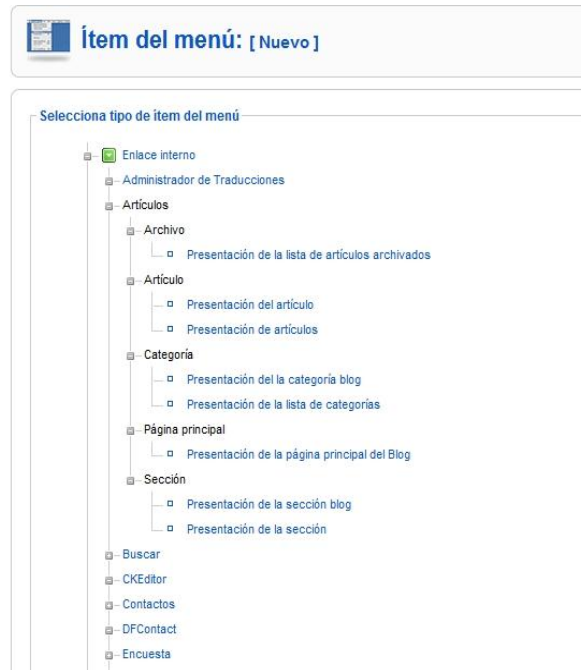 Ítem del menú: [ Nuevo ]
Selecciona tipo de ítem del menú
Enlace interno
Administrador de Traducciones
Artículos
Archivo
Presentación de la lista de artículos archivados
Artículo
Presentación del artículo
Presentación de artículos
Categoría
Presentación del la categoría blog
Presentación de la lista de categorías
Página principal
Presentación de la página principal del Blog
Sección
Presentación de la sección blog
Presentación de la sección
Buscar
CKEditor
Contactos
DFContact
Encuesta